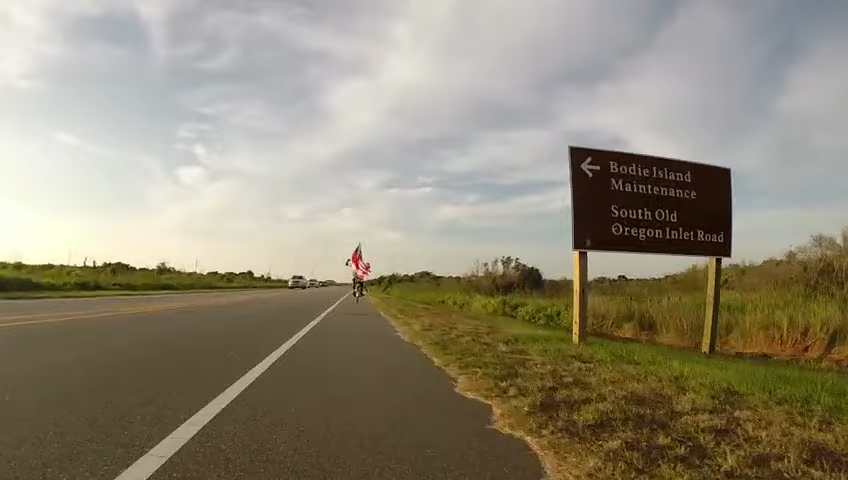 ← Bodie Island
Maintenance
South Old
Oregon Inlet Road